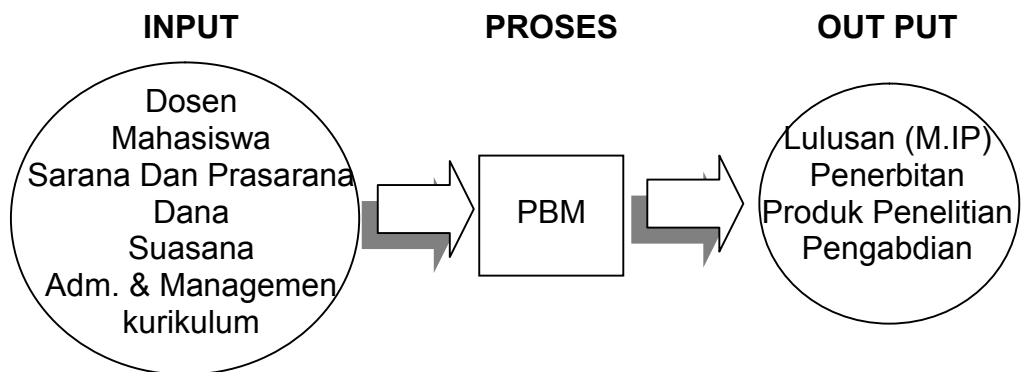 INPUT
PROSES
OUT PUT
Dosen
Mahasiswa
Sarana Dan Prasarana
Dana
Suasana
Adm. & Managemen
kurikulum
PBM
Lulusan (M.IP)
Penerbitan
Produk Penelitian
Pengabdian